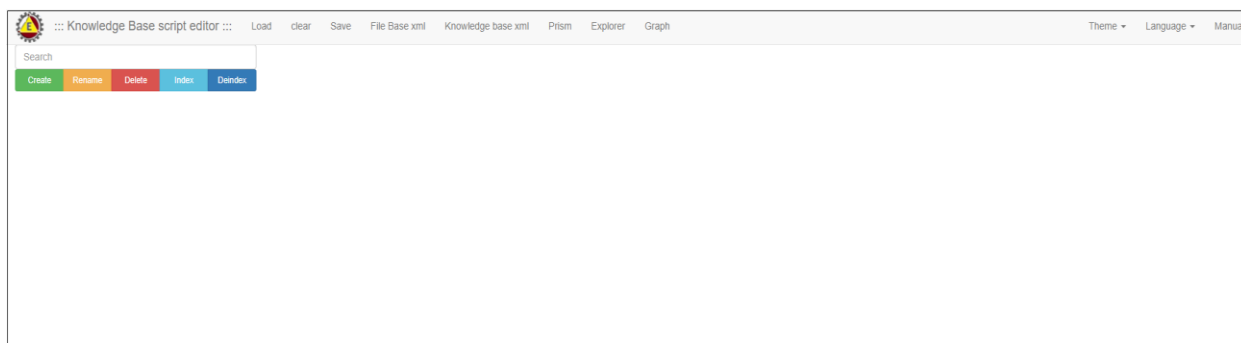 E ::: Knowledge Base script editor ::: Load clear Save File Base xml Knowledge base xml Prism Explorer Graph Theme Language Manua
Search
Create Rename Delete Index Deindex